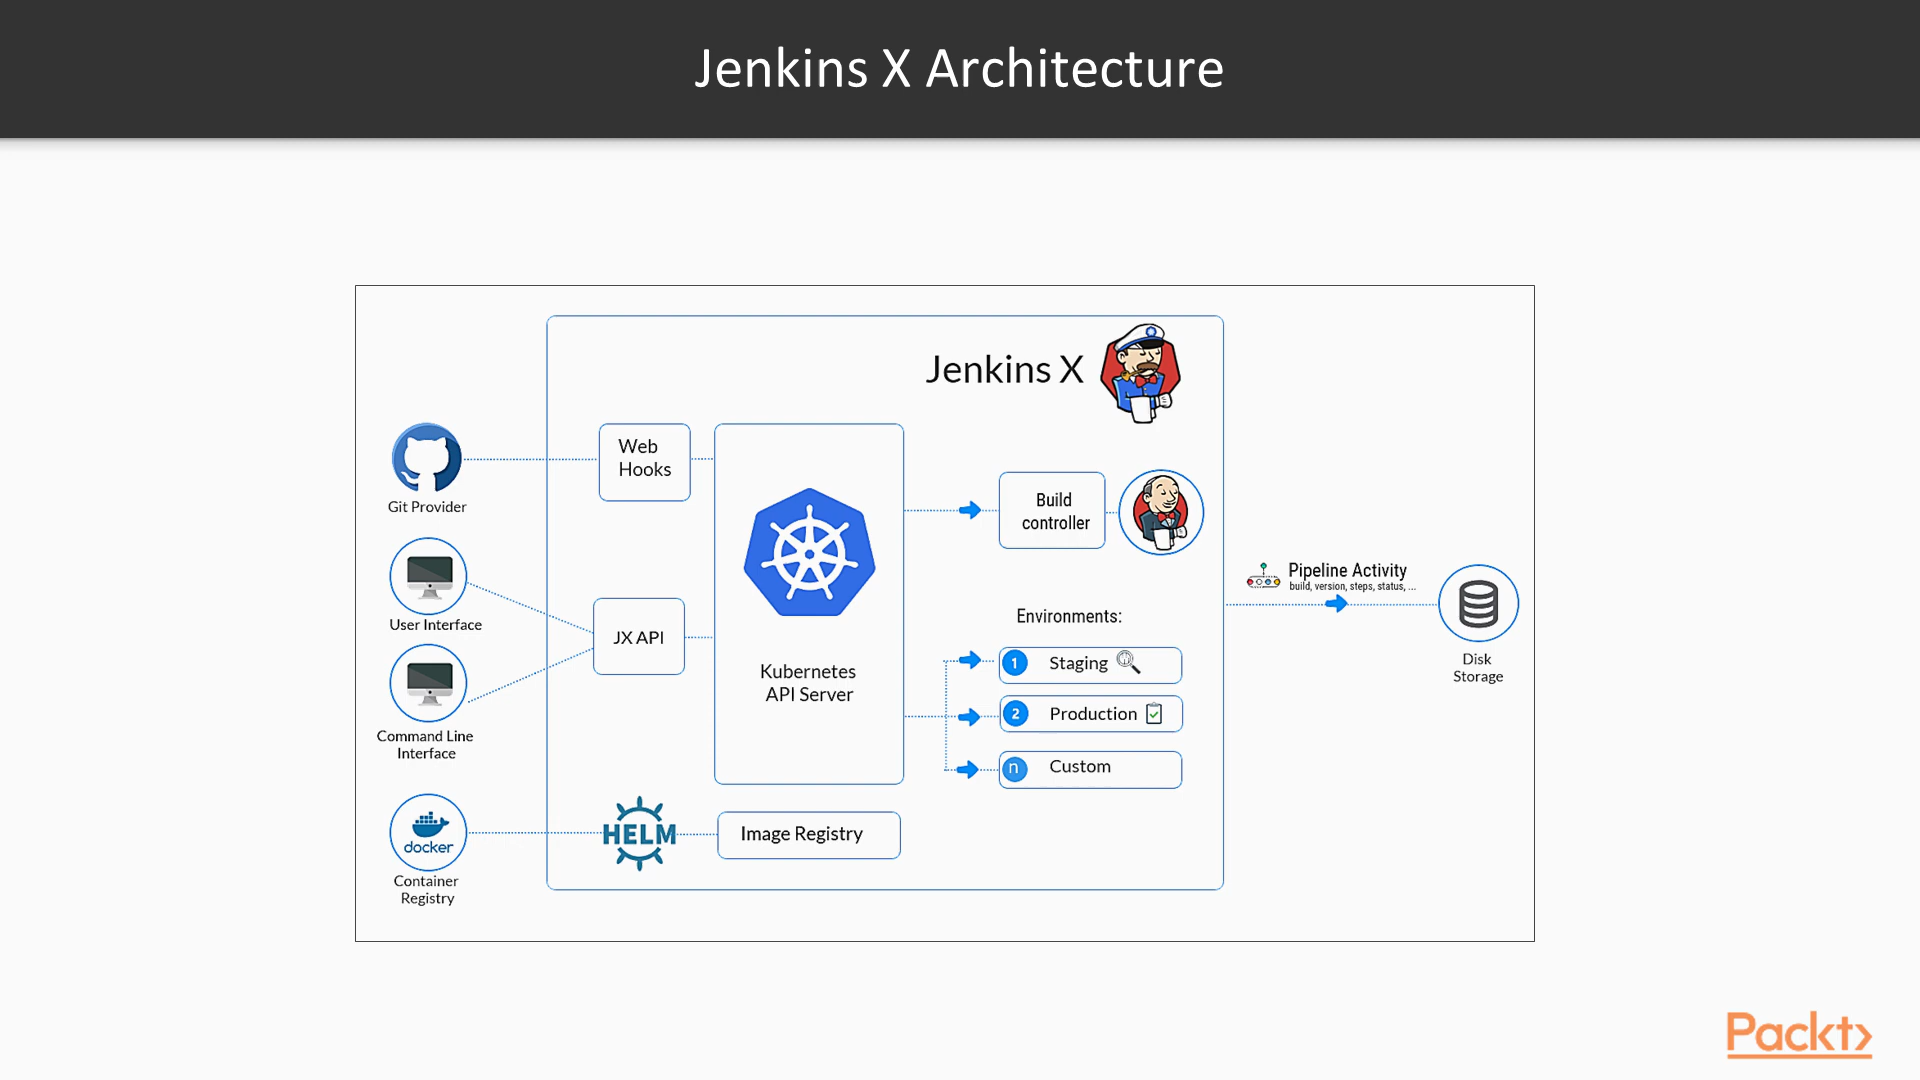 Jenkins X Architecture
Jenkins X
Git Provider
Web
Hooks
User Interface
Command Line
Interface
JX API
Kubernetes
API Server
Build
controller
Environments:
1 Staging
2 Production
n Custom
Pipeline Activity
build, version, steps, status, ...
Disk
Storage
docker
Container
Registry
HELM
Image Registry
Packt>